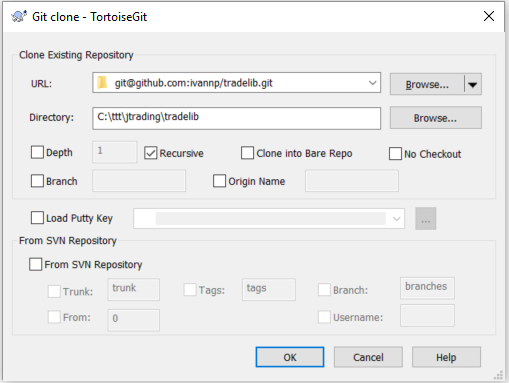 Git clone - TortoiseGit
Clone Existing Repository
URL: git@github.com:ivannp/tradelib.git Browse...
Directory: C:\ttt\jtrading\tradelib Browse...
Depth 1 Recursive Clone into Bare Repo No Checkout
Branch Origin Name
Load Putty Key ...
From SVN Repository
From SVN Repository
Trunk: trunk Tags: tags Branch: branches
From: 0 Username:
OK Cancel Help